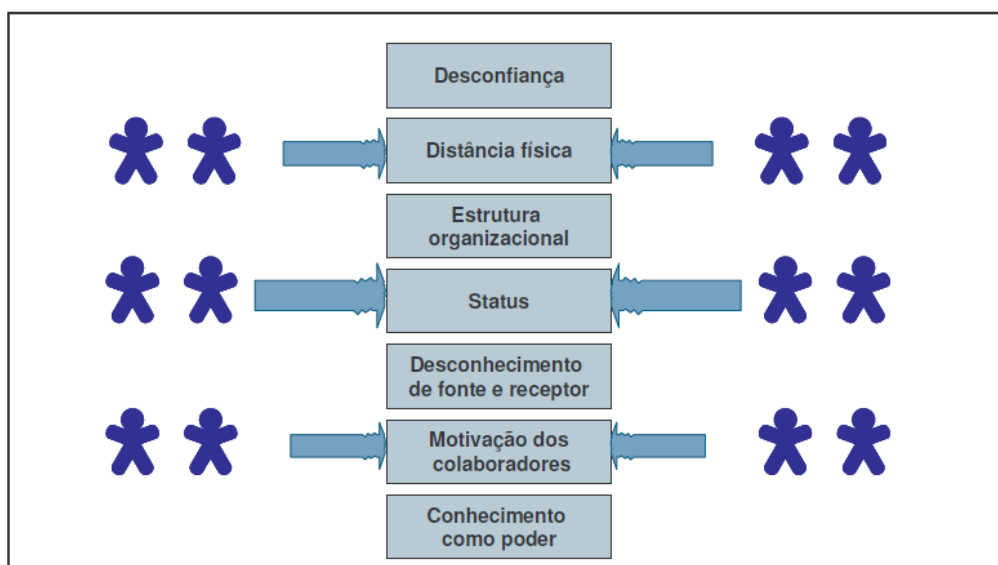 Desconfiança
Distância física
Estrutura
organizacional
Status
Desconhecimento
de fonte e receptor
Motivação dos
colaboradores
Conhecimento
como poder